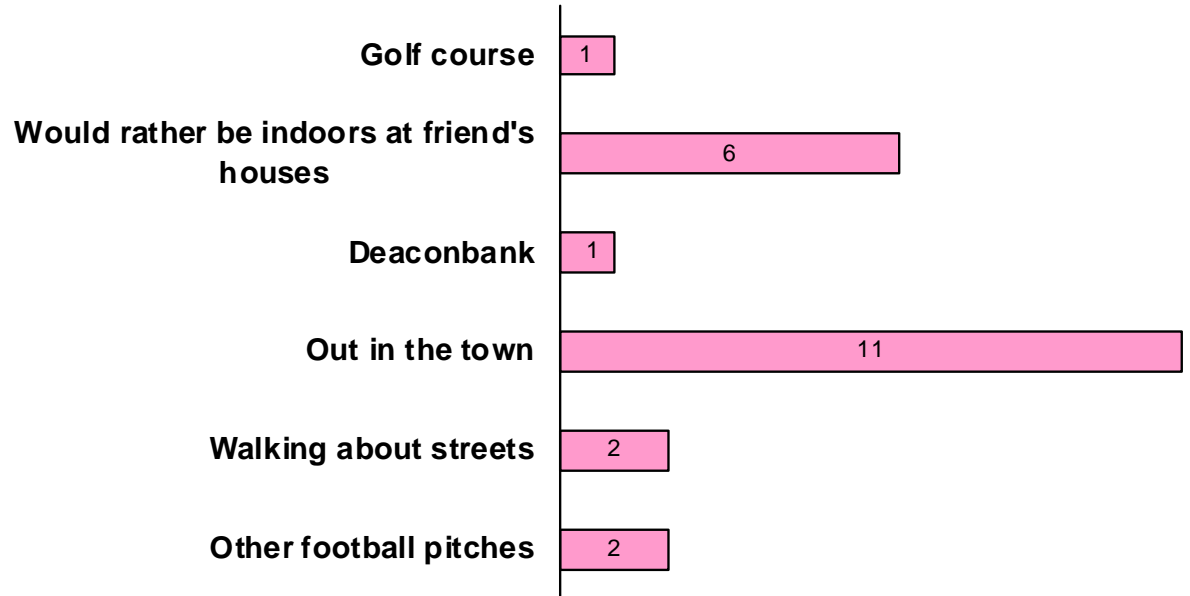 Golf course
1
Would rather be indoors at friend's
houses
6
Deaconbank
1
Out in the town
11
Walking about streets
2
Other football pitches
2